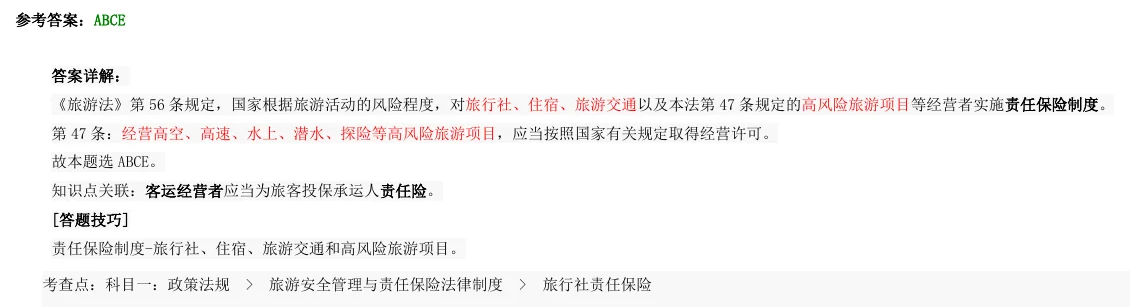 参考答案：ABCE
答案详解：
《旅游法》第 56 条规定，国家根据旅游活动的风险程度，对旅行社、住宿、旅游交通以及本法第 47 条规定的高风险旅游项目等经营者实施责任保险制度。
第 47 条：经营高空、高速、水上、潜水、探险等高风险旅游项目，应当按照国家有关规定取得经营许可。
故本题选 ABCE。
知识点关联：客运经营者应当为旅客投保承运人责任险。
[答题技巧]
责任保险制度-旅行社、住宿、旅游交通和高风险旅游项目。
考查点：科目一：政策法规 > 旅游安全管理与责任保险法律制度 > 旅行社责任保险